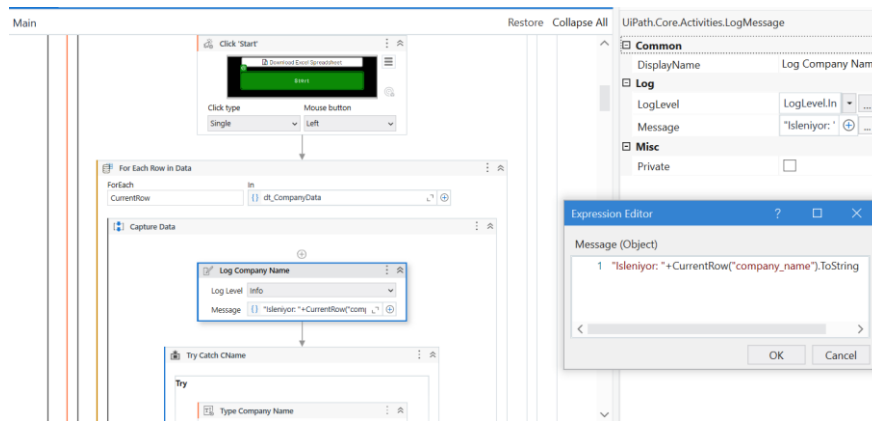 Main
Restore Collapse All
UiPath.Core.Activities.LogMessage
Click 'Start'
Download Excel Spreadsheet
START
Click type
Mouse button
Single
Left
For Each Row in Data
ForEach
In
CurrentRow
dt_CompanyData
Capture Data
Log Company Name
Log Level
Info
Message
"Isleniyor: "+CurrentRow("comp
Try Catch CName
Try
Type Company Name
Common
DisplayName
Log Company Nam
Log
LogLevel
LogLevel.In
...
Message
"Isleniyor: '
...
Misc
Private
Expression Editor
?
Message (Object)
1 "Isleniyor: "+CurrentRow("company_name").ToString
OK
Cancel